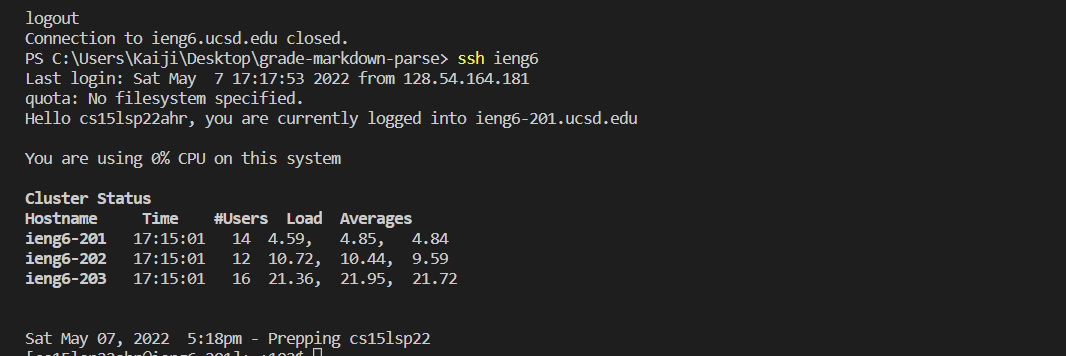 logout
Connection to ieng6.ucsd.edu closed.
PS C:\Users\Kaiji\Desktop\grade-markdown-parse> ssh ieng6
Last login: Sat May  7 17:17:53 2022 from 128.54.164.181
quota: No filesystem specified.
Hello cs15lsp22ahr, you are currently logged into ieng6-201.ucsd.edu
You are using 0% CPU on this system
Cluster Status
Hostname     Time    #Users  Load  Averages
ieng6-201   17:15:01   14  4.59,   4.85,   4.84
ieng6-202   17:15:01   12  10.72,  10.44,  9.59
ieng6-203   17:15:01   16  21.36,  21.95,  21.72
Sat May 07, 2022  5:18pm - Prepping cs15lsp22